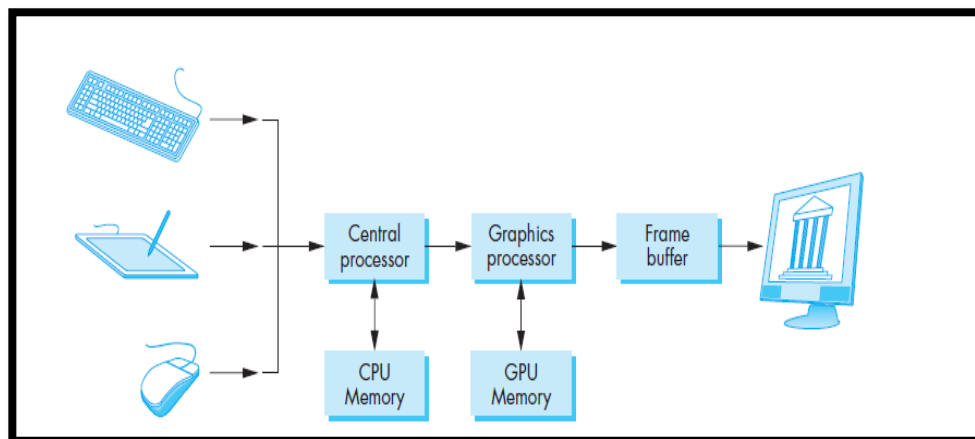 Central
processor
Graphics
processor
Frame
buffer
CPU
Memory
GPU
Memory